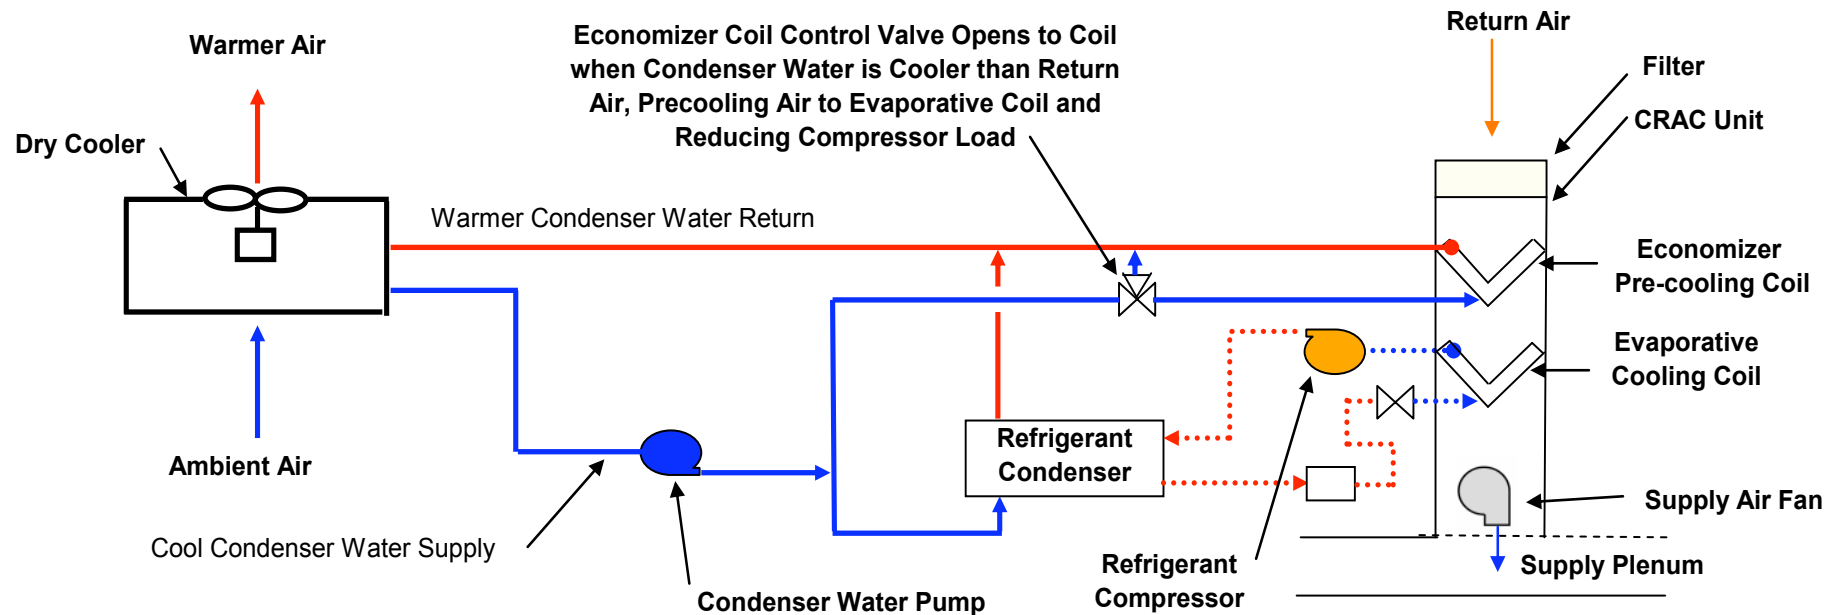 Warmer Air
Dry Cooler
Ambient Air
Economizer Coil Control Valve Opens to Coil
when Condenser Water is Cooler than Return
Air, Precooling Air to Evaporative Coil and
Reducing Compressor Load
Return Air
Filter
CRAC Unit
Warmer Condenser Water Return
Economizer
Pre-cooling Coil
Evaporative
Cooling Coil
Refrigerant
Condenser
Supply Air Fan
Cool Condenser Water Supply
Condenser Water Pump
Refrigerant
Compressor
Supply Plenum